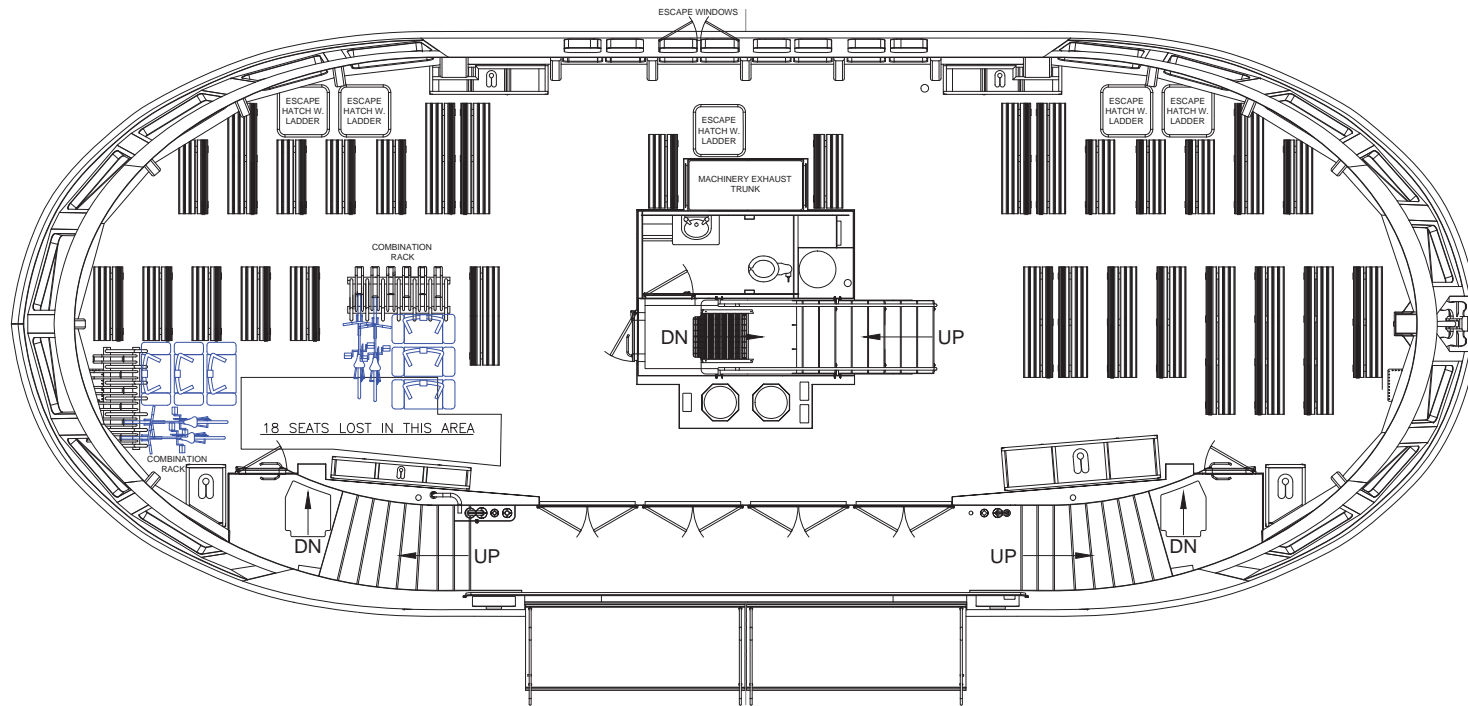 ESCAPE WINDOWS
ESCAPE
HATCH W.
LADDER
ESCAPE
HATCH W.
LADDER
ESCAPE
HATCH W.
LADDER
ESCAPE
HATCH W.
LADDER
ESCAPE
HATCH W.
LADDER
MACHINERY EXHAUST
TRUNK
COMBINATION
RACK
DN
UP
18 SEATS LOST IN THIS AREA
COMBINATION
RACK
DN
UP
UP
DN